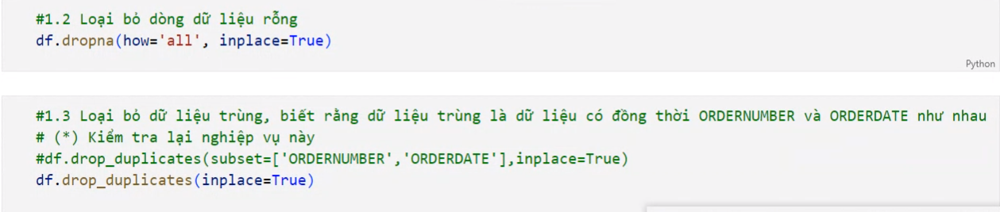 #1.2 Loại bỏ dòng dữ liệu rỗng
df.dropna(how='all', inplace=True)
Python
#1.3 Loại bỏ dữ liệu trùng, biết rằng dữ liệu trùng là dữ liệu có đồng thời ORDERNUMBER và ORDERDATE như nhau
# (*) Kiểm tra lại nghiệp vụ này
#df.drop_duplicates(subset=['ORDERNUMBER','ORDERDATE'],inplace=True)
df.drop_duplicates(inplace=True)